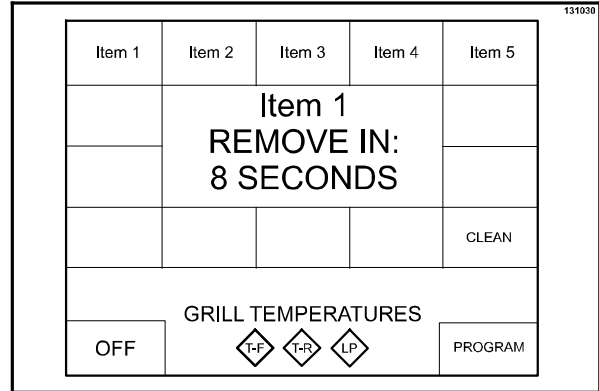 131030
Item 1 Item 2 Item 3 Item 4 Item 5
Item 1
REMOVE IN:
8 SECONDS
CLEAN
GRILL TEMPERATURES
OFF T-F T-R LP PROGRAM